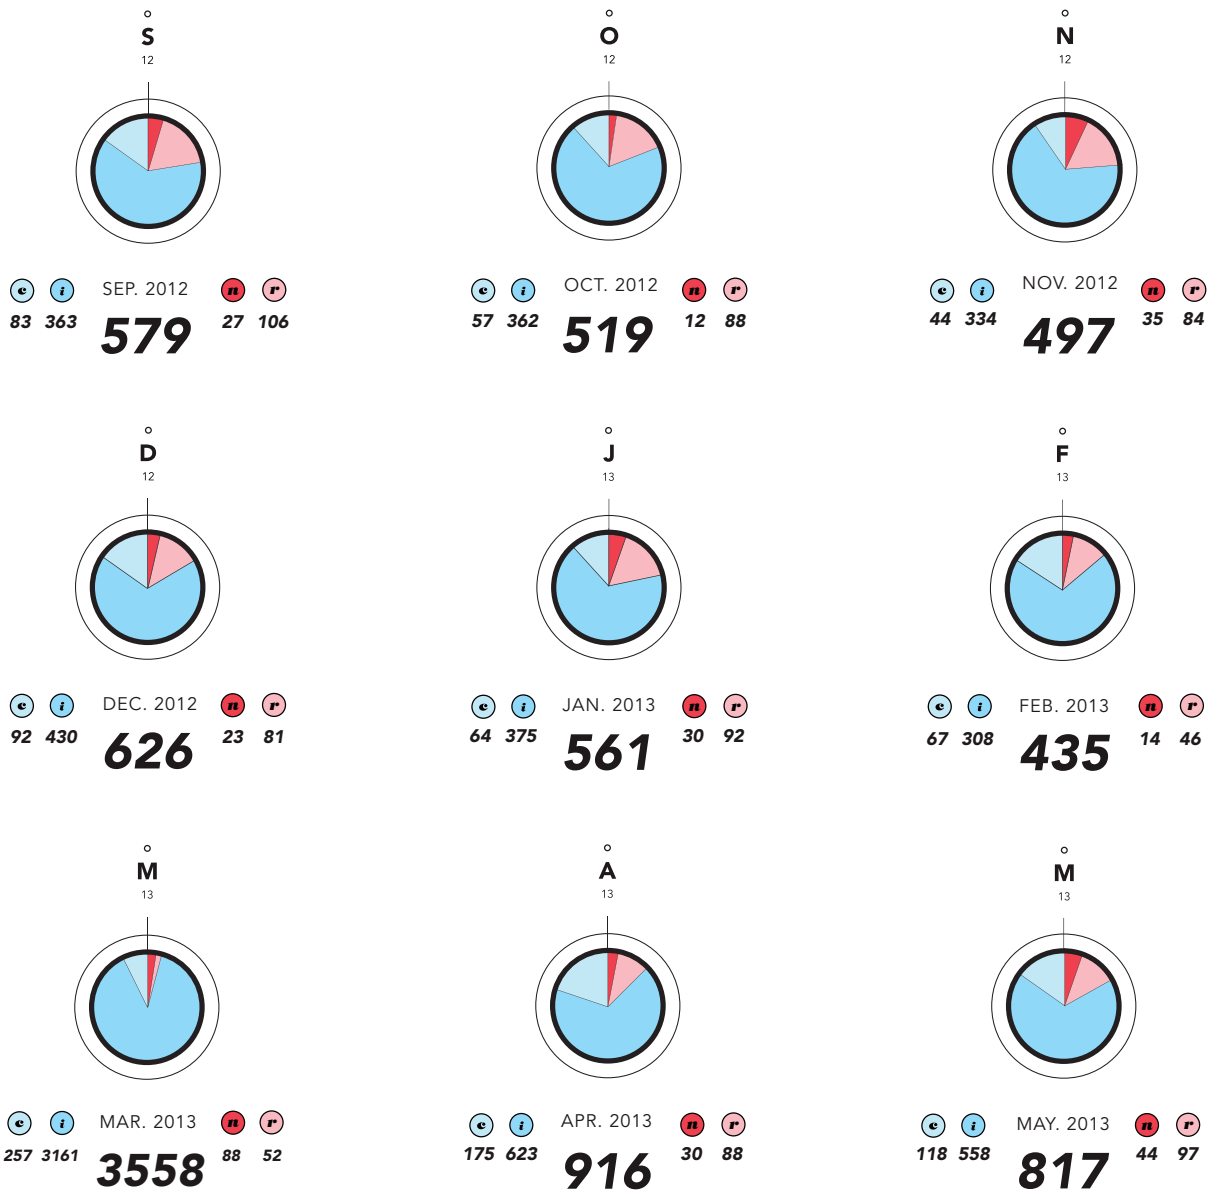 S
12
c i SEP. 2012 n r
83 363 579 27 106
O
12
c i OCT. 2012 n r
57 362 519 12 88
N
12
c i NOV. 2012 n r
44 334 497 35 84
D
12
c i DEC. 2012 n r
92 430 626 23 81
J
13
c i JAN. 2013 n r
64 375 561 30 92
F
13
c i FEB. 2013 n r
67 308 435 14 46
M
13
c i MAR. 2013 n r
257 3161 3558 88 52
A
13
c i APR. 2013 n r
175 623 916 30 88
M
13
c i MAY. 2013 n r
118 558 817 44 97